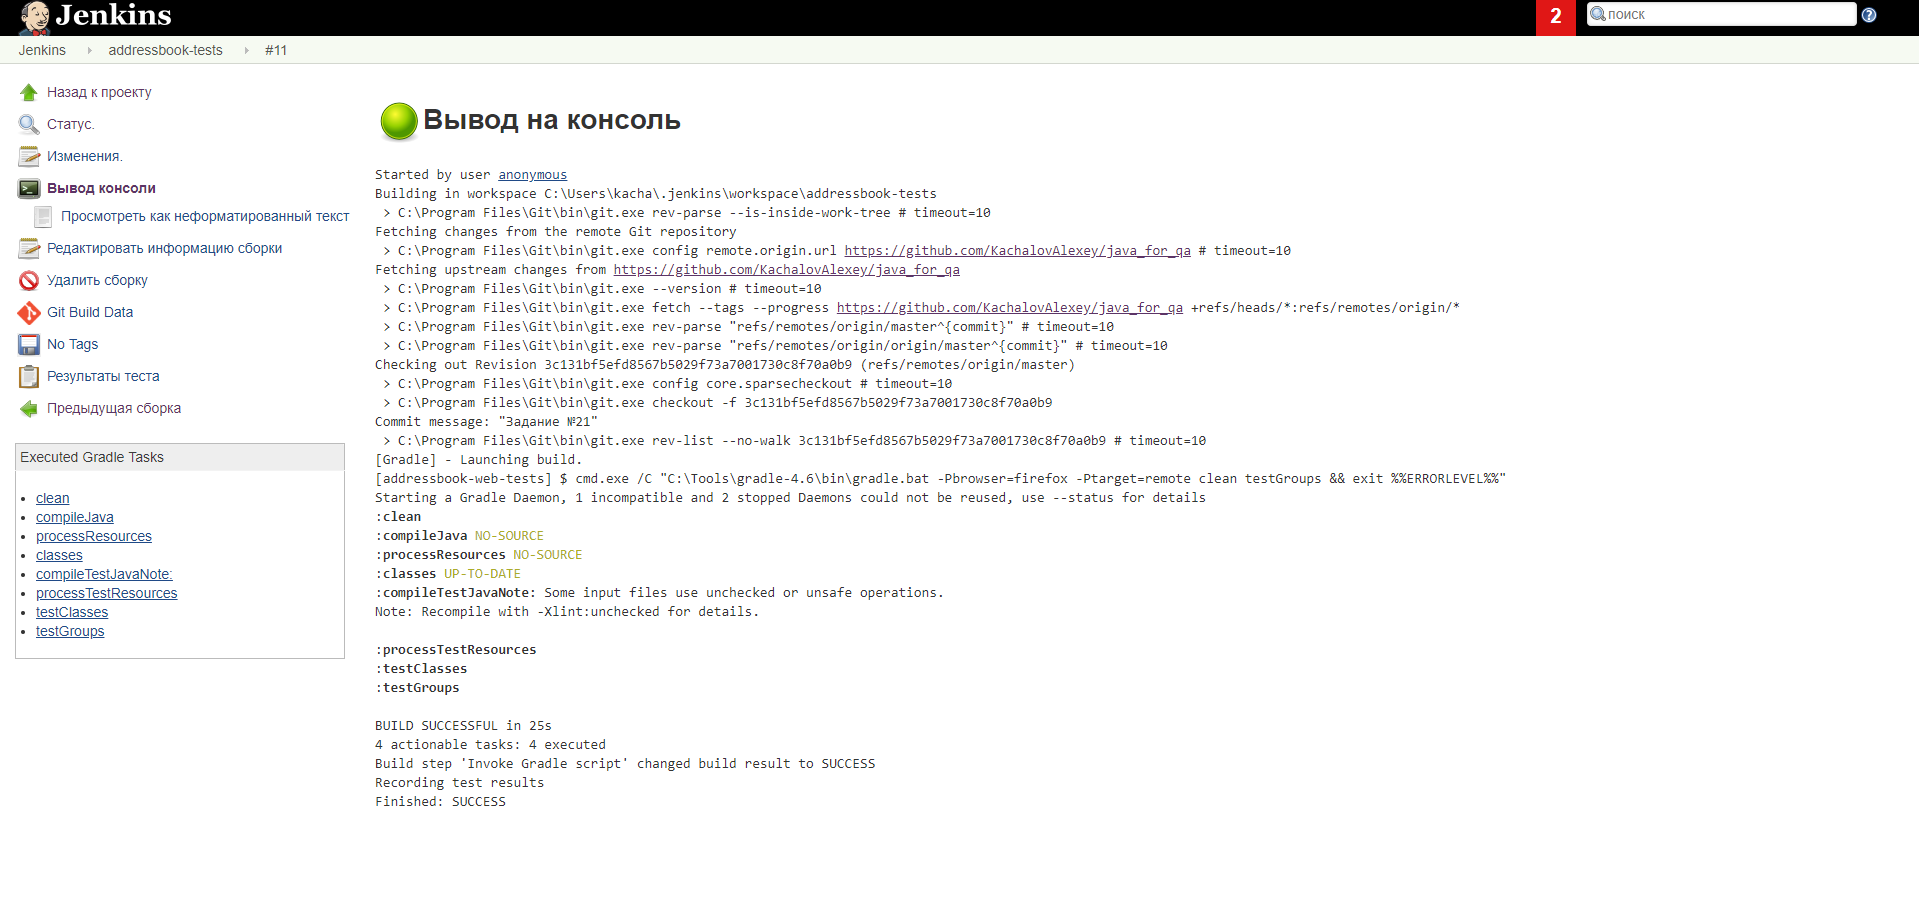 Jenkins
2
поиск
Jenkins
addressbook-tests
#11
Назад к проекту
Статус.
Изменения.
Вывод консоли
Просмотреть как неформатированный текст
Редактировать информацию сборки
Удалить сборку
Git Build Data
No Tags
Результаты теста
Предыдущая сборка
Executed Gradle Tasks
clean
compileJava
processResources
classes
compileTestJavaNote:
processTestResources
testClasses
testGroups
Вывод на консоль
Started by user anonymous
Building in workspace C:\Users\kacha\.jenkins\workspace\addressbook-tests
> C:\Program Files\Git\bin\git.exe rev-parse --is-inside-work-tree # timeout=10
Fetching changes from the remote Git repository
> C:\Program Files\Git\bin\git.exe config remote.origin.url https://github.com/KachalovAlexey/java_for_qa # timeout=10
Fetching upstream changes from https://github.com/KachalovAlexey/java_for_qa
> C:\Program Files\Git\bin\git.exe --version # timeout=10
> C:\Program Files\Git\bin\git.exe fetch --tags --progress https://github.com/KachalovAlexey/java_for_qa +refs/heads/*:refs/remotes/origin/*
> C:\Program Files\Git\bin\git.exe rev-parse "refs/remotes/origin/master^{commit}" # timeout=10
> C:\Program Files\Git\bin\git.exe rev-parse "refs/remotes/origin/origin/master^{commit}" # timeout=10
Checking out Revision 3c131bf5efd8567b5029f73a7001730c8f70a0b9 (refs/remotes/origin/master)
> C:\Program Files\Git\bin\git.exe config core.sparsecheckout # timeout=10
> C:\Program Files\Git\bin\git.exe checkout -f 3c131bf5efd8567b5029f73a7001730c8f70a0b9
Commit message: "Задание №21"
> C:\Program Files\Git\bin\git.exe rev-list --no-walk 3c131bf5efd8567b5029f73a7001730c8f70a0b9 # timeout=10
[Gradle] - Launching build.
[addressbook-web-tests] $ cmd.exe /C "C:\Tools\gradle-4.6\bin\gradle.bat -Pbrowser=firefox -Ptarget=remote clean testGroups && exit %%ERRORLEVEL%%"
Starting a Gradle Daemon, 1 incompatible and 2 stopped Daemons could not be reused, use --status for details
:clean
:compileJava NO-SOURCE
:processResources NO-SOURCE
:classes UP-TO-DATE
:compileTestJavaNote: Some input files use unchecked or unsafe operations.
Note: Recompile with -Xlint:unchecked for details.
:processTestResources
:testClasses
:testGroups
BUILD SUCCESSFUL in 25s
4 actionable tasks: 4 executed
Build step 'Invoke Gradle script' changed build result to SUCCESS
Recording test results
Finished: SUCCESS